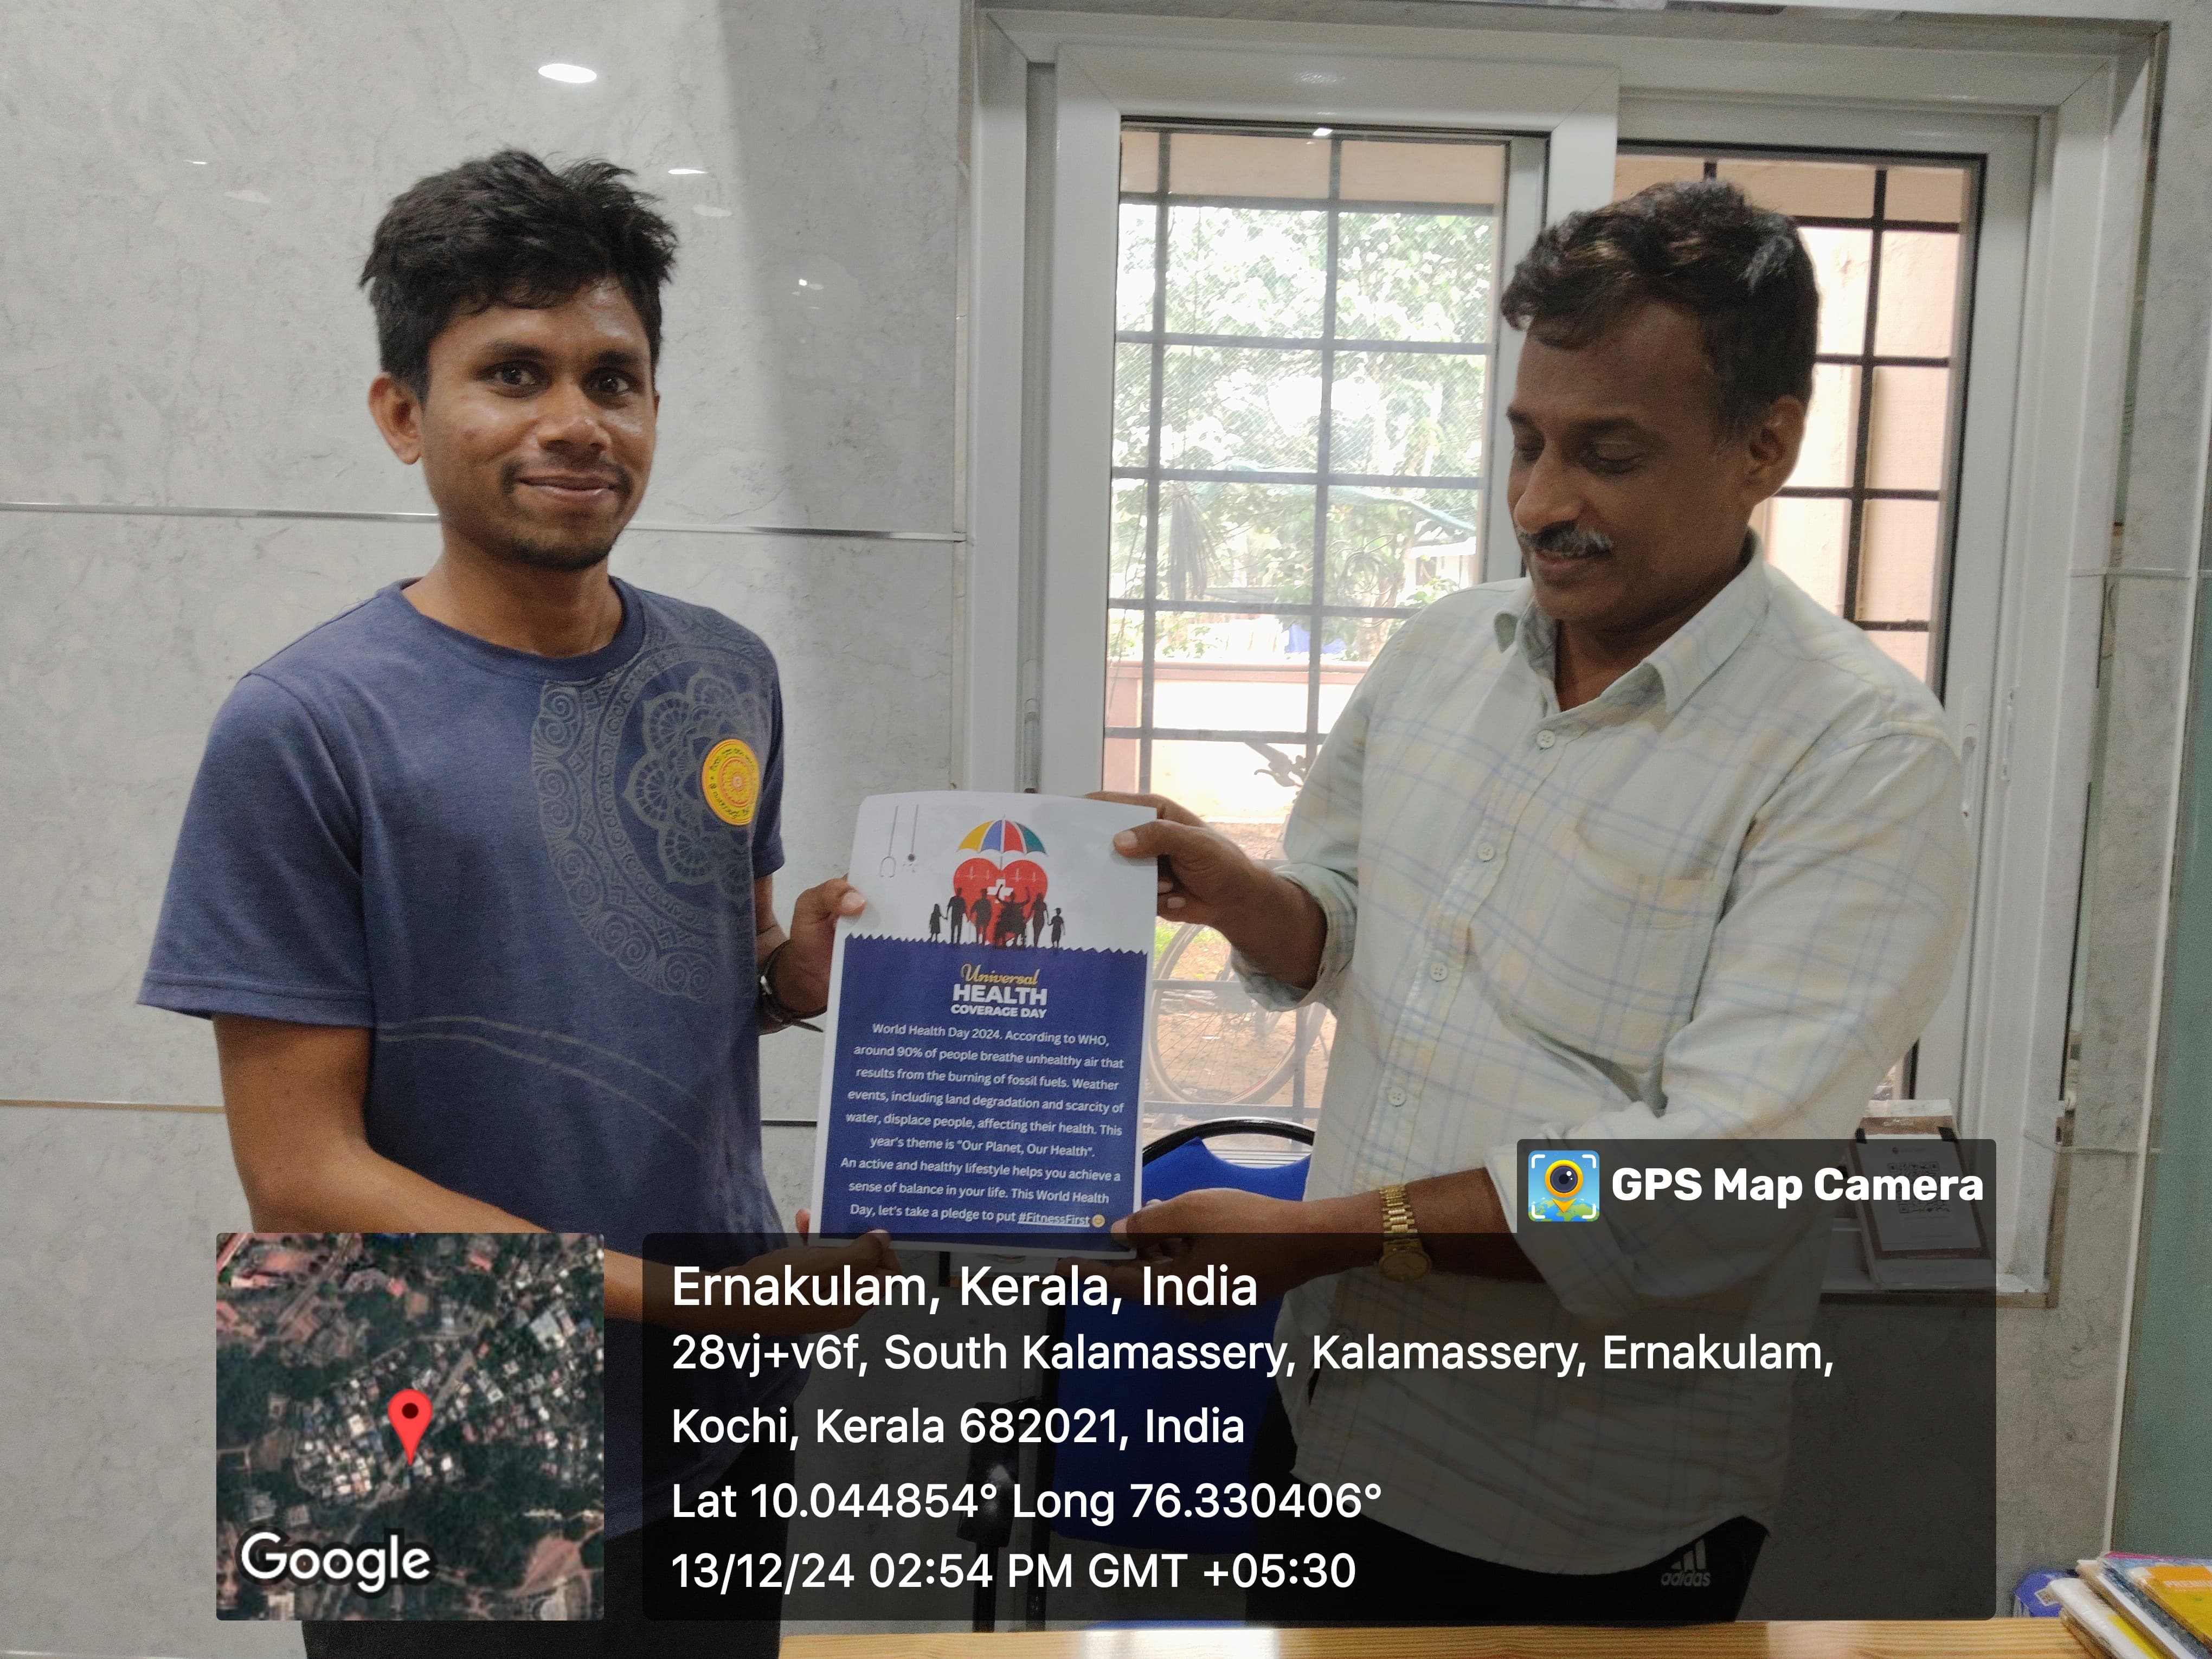 Universal
HEALTH
COVERAGE DAY
World Health Day 2024. According to WHO,
around 90% of people breathe unhealthy air that
results from the burning of fossil fuels. Weather
events, including land degradation and scarcity of
water, displace people, affecting their health. This
year's theme is "Our Planet, Our Health".
An active and healthy lifestyle helps you achieve a
sense of balance in your life. This World Health
Day, let's take a pledge to put #FitnessFirst
GPS Map Camera
Ernakulam, Kerala, India
28vj+v6f, South Kalamassery, Kalamassery, Ernakulam,
Kochi, Kerala 682021, India
Lat 10.044854° Long 76.330406°
13/12/24 02:54 PM GMT +05:30
Google
adidas